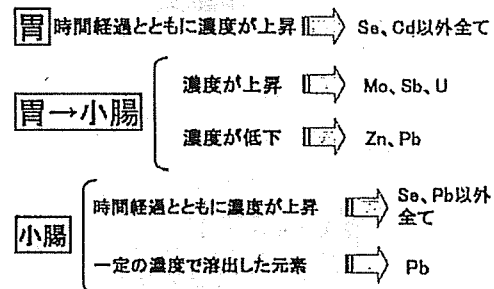 胃 時間経過とともに濃度が上昇 Se、Cd以外全て
胃→小腸
濃度が上昇 Mo、Sb、U
濃度が低下 Zn、Pb
小腸
時間経過とともに濃度が上昇 Se、Pb以外
全て
一定の濃度で溶出した元素 Pb